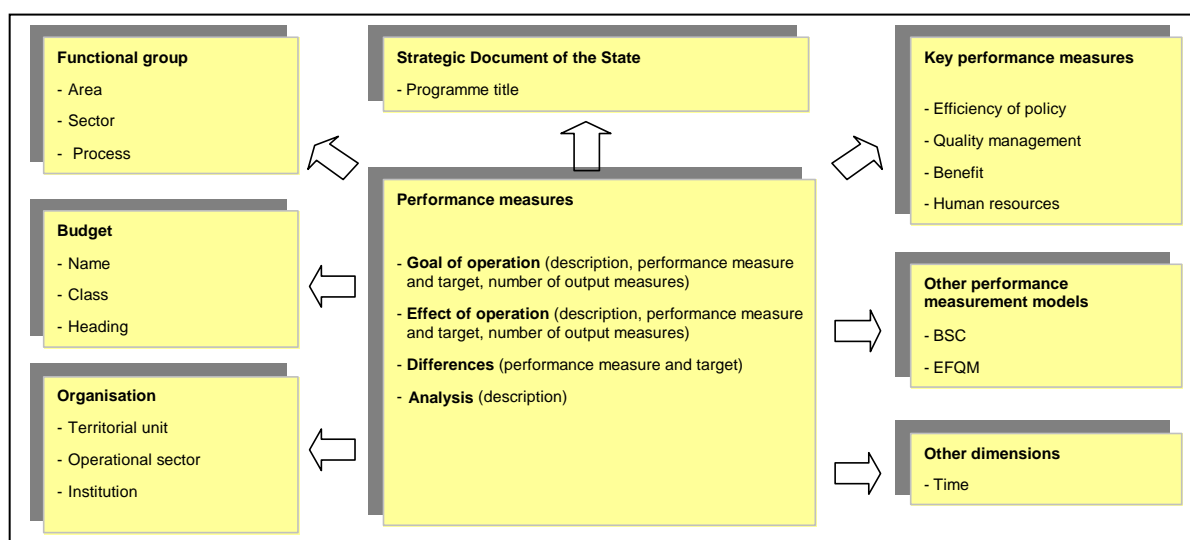 Functional group
- Area
- Sector
- Process
Strategic Document of the State
- Programme title
Key performance measures
- Efficiency of policy
- Quality management
- Benefit
- Human resources
Budget
- Name
- Class
- Heading
Performance measures
- Goal of operation (description, performance measure
and target, number of output measures)
- Effect of operation (description, performance measure
and target, number of output measures)
- Differences (performance measure and target)
- Analysis (description)
Other performance
measurement models
- BSC
- EFQM
Organisation
- Territorial unit
- Operational sector
- Institution
Other dimensions
- Time